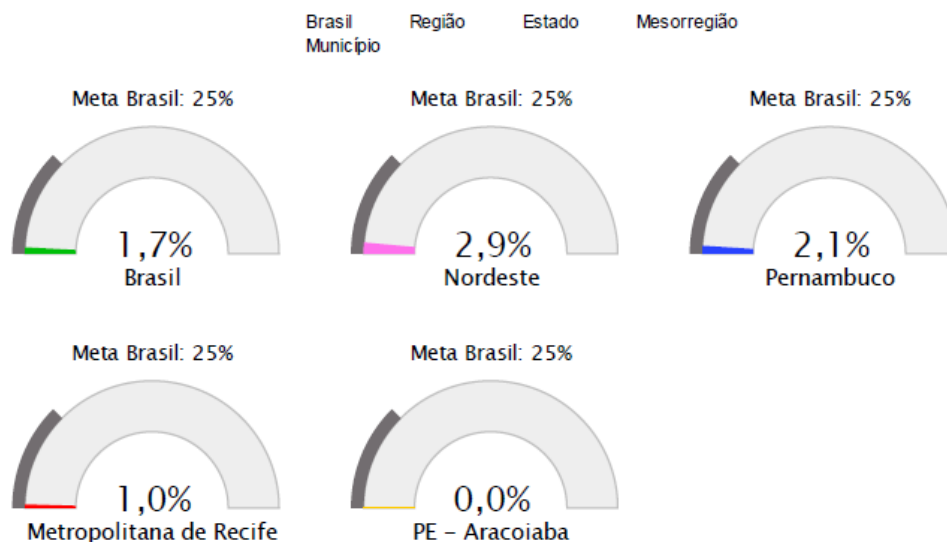 Brasil Região Estado Mesorregião
Município
Meta Brasil: 25% Meta Brasil: 25% Meta Brasil: 25%
1,7% 2,9% 2,1%
Brasil Nordeste Pernambuco
Meta Brasil: 25% Meta Brasil: 25%
1,0% 0,0%
Metropolitana de Recife PE - Aracoiaba